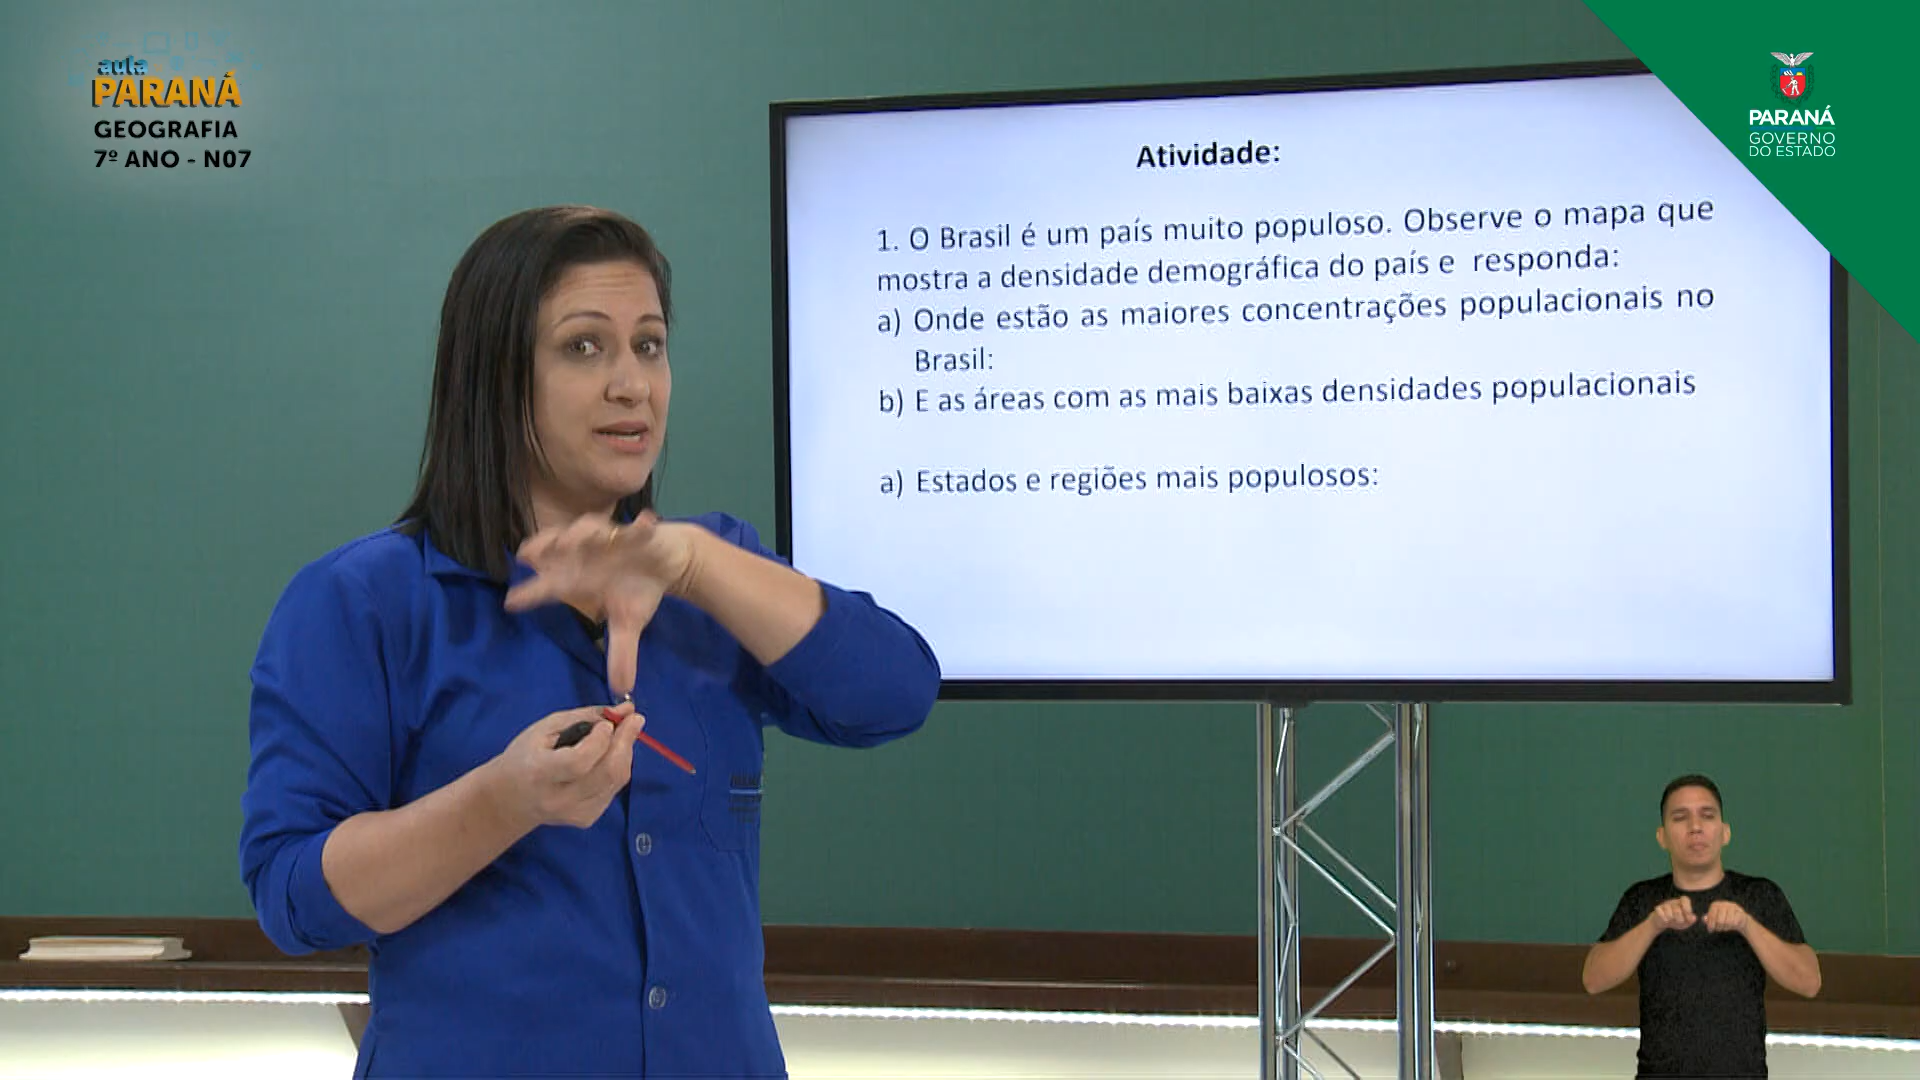 aula
PARANÁ
GEOGRAFIA
7º ANO - N07
PARANÁ
GOVERNO
DO ESTADO
Atividade:
1. O Brasil é um país muito populoso. Observe o mapa que
mostra a densidade demográfica do país e responda:
a) Onde estão as maiores concentrações populacionais no
Brasil:
b) E as áreas com as mais baixas densidades populacionais
a) Estados e regiões mais populosos: